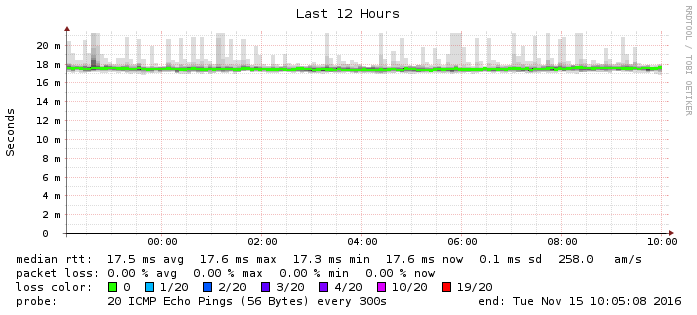 Last 12 Hours
RRDTOOL / TOBI OETIKER
Seconds
20 m
18 m
16 m
14 m
12 m
10 m
8 m
6 m
4 m
2 m
0
00:00 02:00 04:00 06:00 08:00 10:00
median rtt: 17.5 ms avg 17.6 ms max 17.3 ms min 17.6 ms now 0.1 ms sd 258.0 am/s
packet loss: 0.00 % avg 0.00 % max 0.00 % min 0.00 % now
loss color: 0 1/20 2/20 3/20 4/20 10/20 19/20
probe: 20 ICMP Echo Pings (56 Bytes) every 300s end: Tue Nov 15 10:05:08 2016